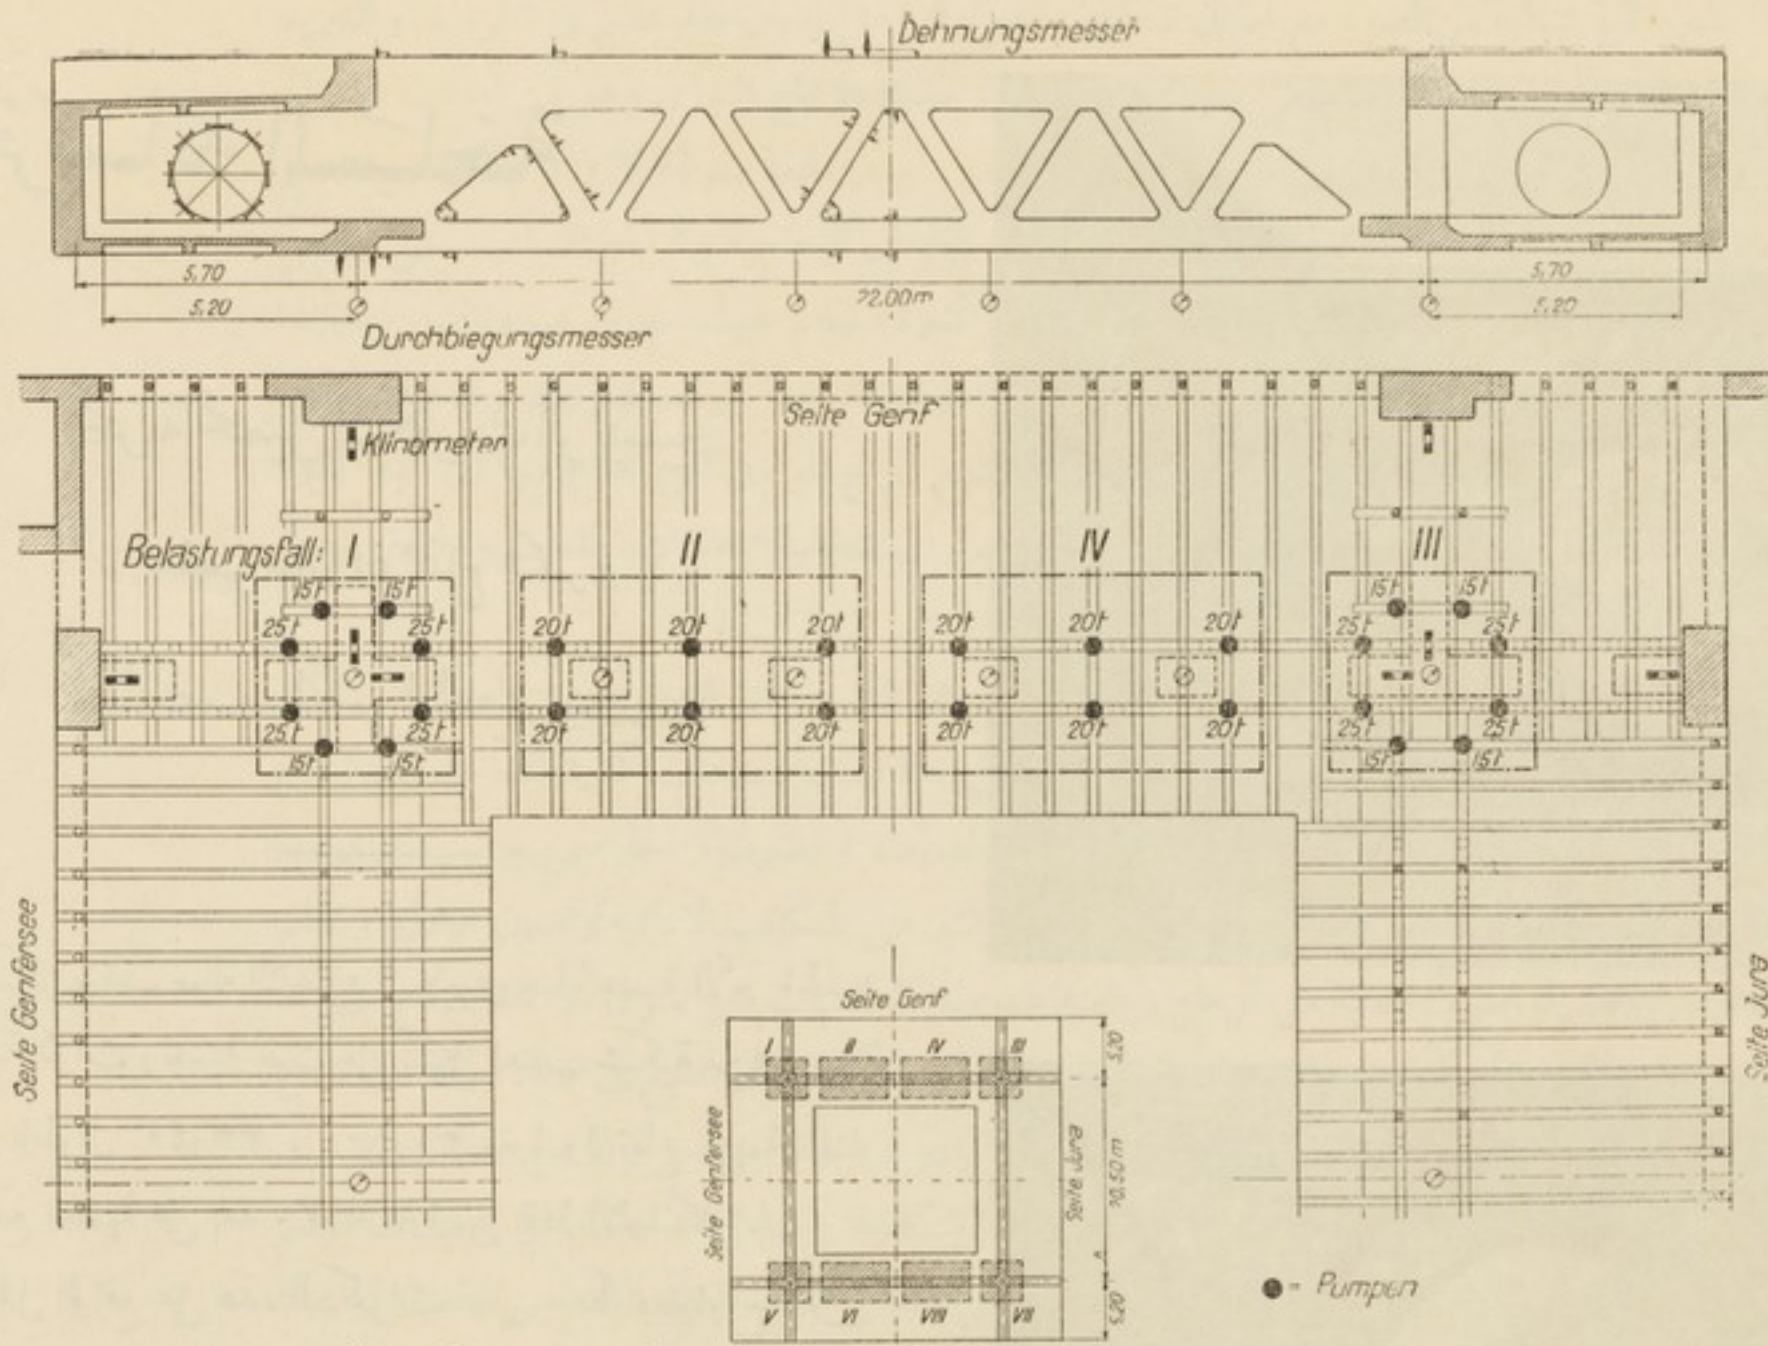 Dehnungsmesser
5,70 22.00m 5,70
5,20 5,20
Durchbiegungsmesser
Seite Genf
Klinometer
Belastungsfall: I II IV III
15t 15t 15t 15t
25t 25t 20t 20t 20t 20t 20t 20t 25t 25t
25t 25t 20t 20t 20t 20t 20t 20t 25t 25t
15t 15t 15t 15t
Seite Genfersee
Seite Jura
Seite Genf
I II IV III
5,20
Seite Genfersee
Seite Jura
20,50 m
5,20
V VI VIII VII
= Pumpen